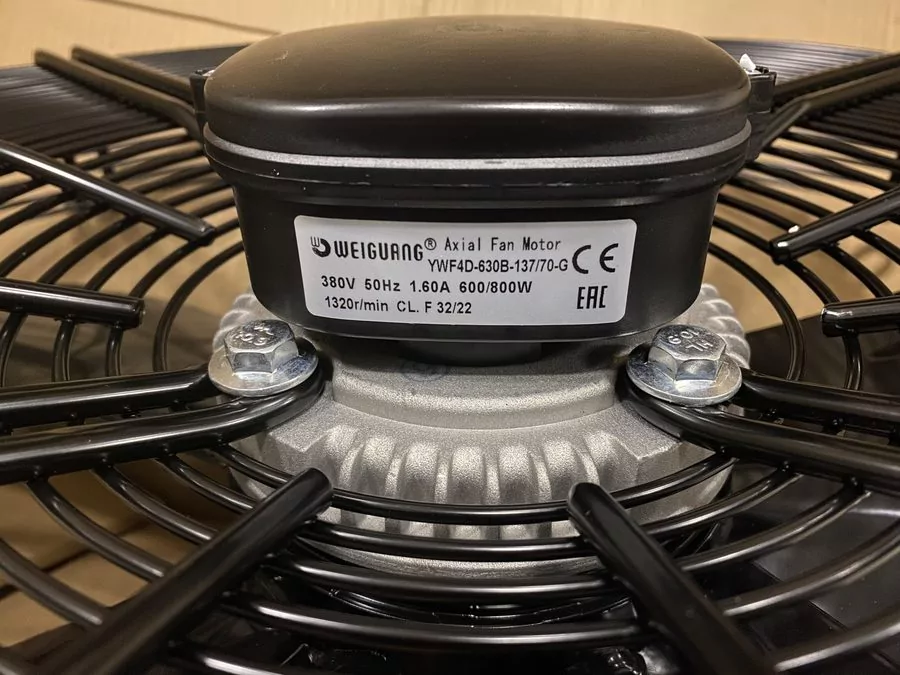 WEIGUANG® Axial Fan Motor
YWF4D-630B-137/70-G CE
380V 50Hz 1.60A 600/800W
1320r/min CL. F 32/22 EAC